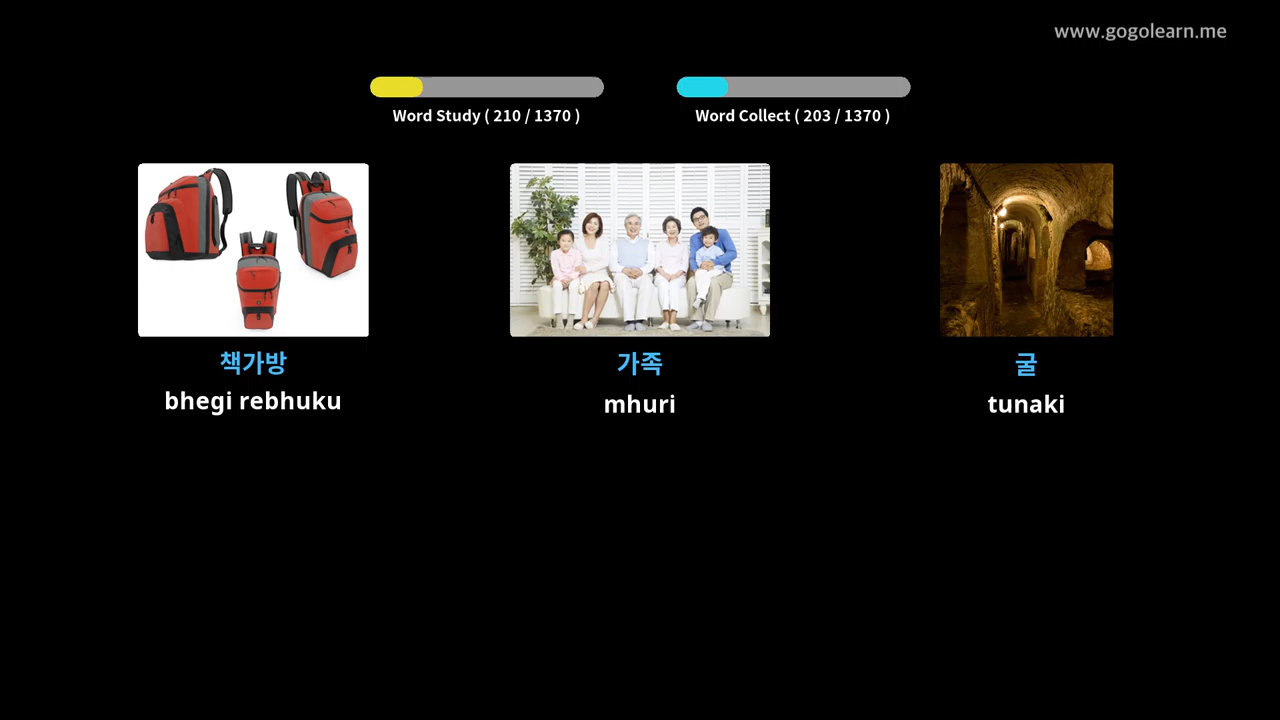 www.gogolearn.me
Word Study ( 210 / 1370 )
Word Collect ( 203 / 1370 )
책가방
bhegi rebhuku
가족
mhuri
굴
tunaki